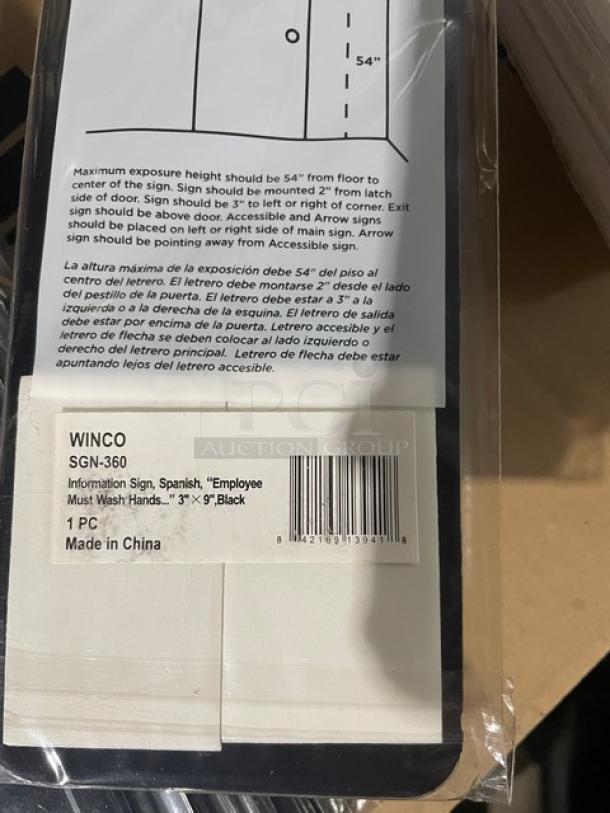 54"
Maximum exposure height should be 54" from floor to
center of the sign. Sign should be mounted 2" from latch
side of door. Sign should be 3" to left or right of corner. Exit
sign should be above door. Accessible and Arrow signs
should be placed on left or right side of main sign. Arrow
sign should be pointing away from Accessible sign.
La altura máxima de la exposición debe 54" del piso al
centro del letrero. El letrero debe montarse 2" desde el lado
del pestillo de la puerta. El letrero debe estar a 3" a la
izquierda o a la derecha de la esquina. El letrero de salida
debe estar por encima de la puerta. Letrero accesible y el
letrero de flecha se deben colocar al lado izquierdo o
derecho del letrero principal. Letrero de flecha debe estar
apuntando lejos del letrero accesible.
PCI
AUCTION GROUP
WINCO
SGN-360
Information Sign, Spanish, "Employee
Must Wash Hands..." 3"×9",Black
1 PC
Made in China
8 42169 13941 8